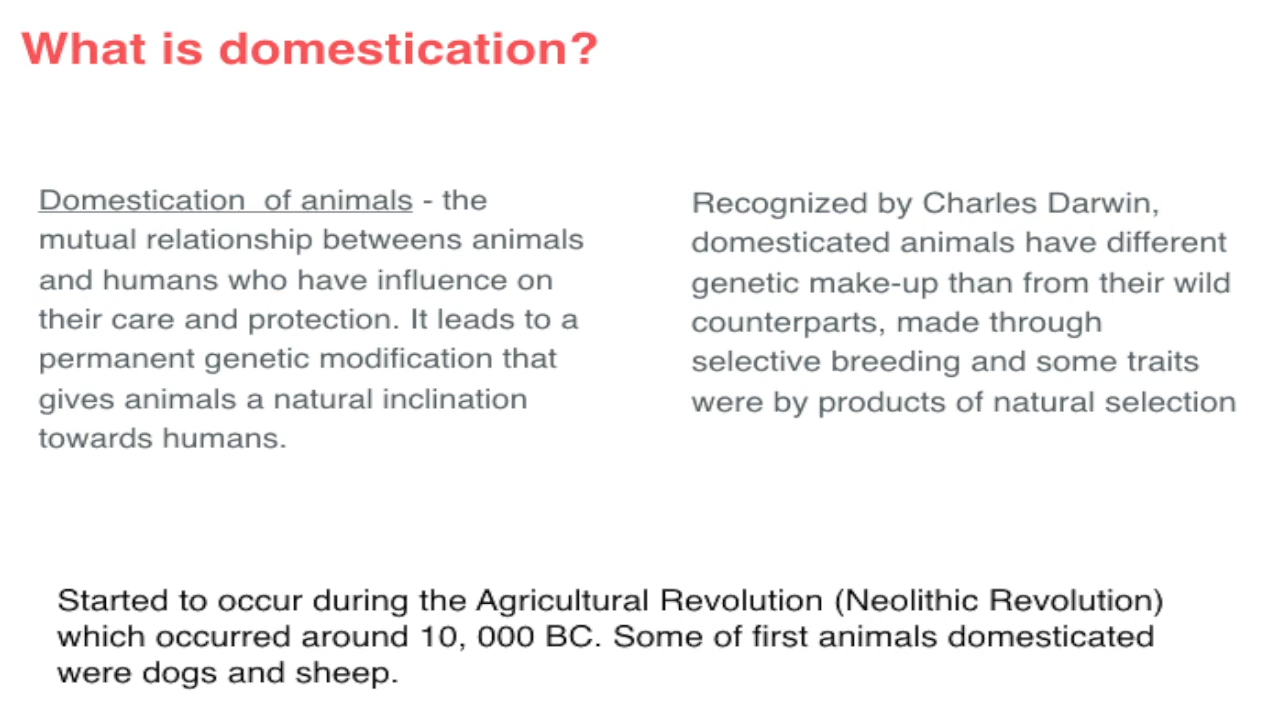 What is domestication?
Domestication  of animals - the
mutual relationship betweens animals
and humans who have influence on
their care and protection. It leads to a
permanent genetic modification that
gives animals a natural inclination
towards humans.
Recognized by Charles Darwin,
domesticated animals have different
genetic make-up than from their wild
counterparts, made through
selective breeding and some traits
were by products of natural selection
Started to occur during the Agricultural Revolution (Neolithic Revolution)
which occurred around 10, 000 BC. Some of first animals domesticated
were dogs and sheep.